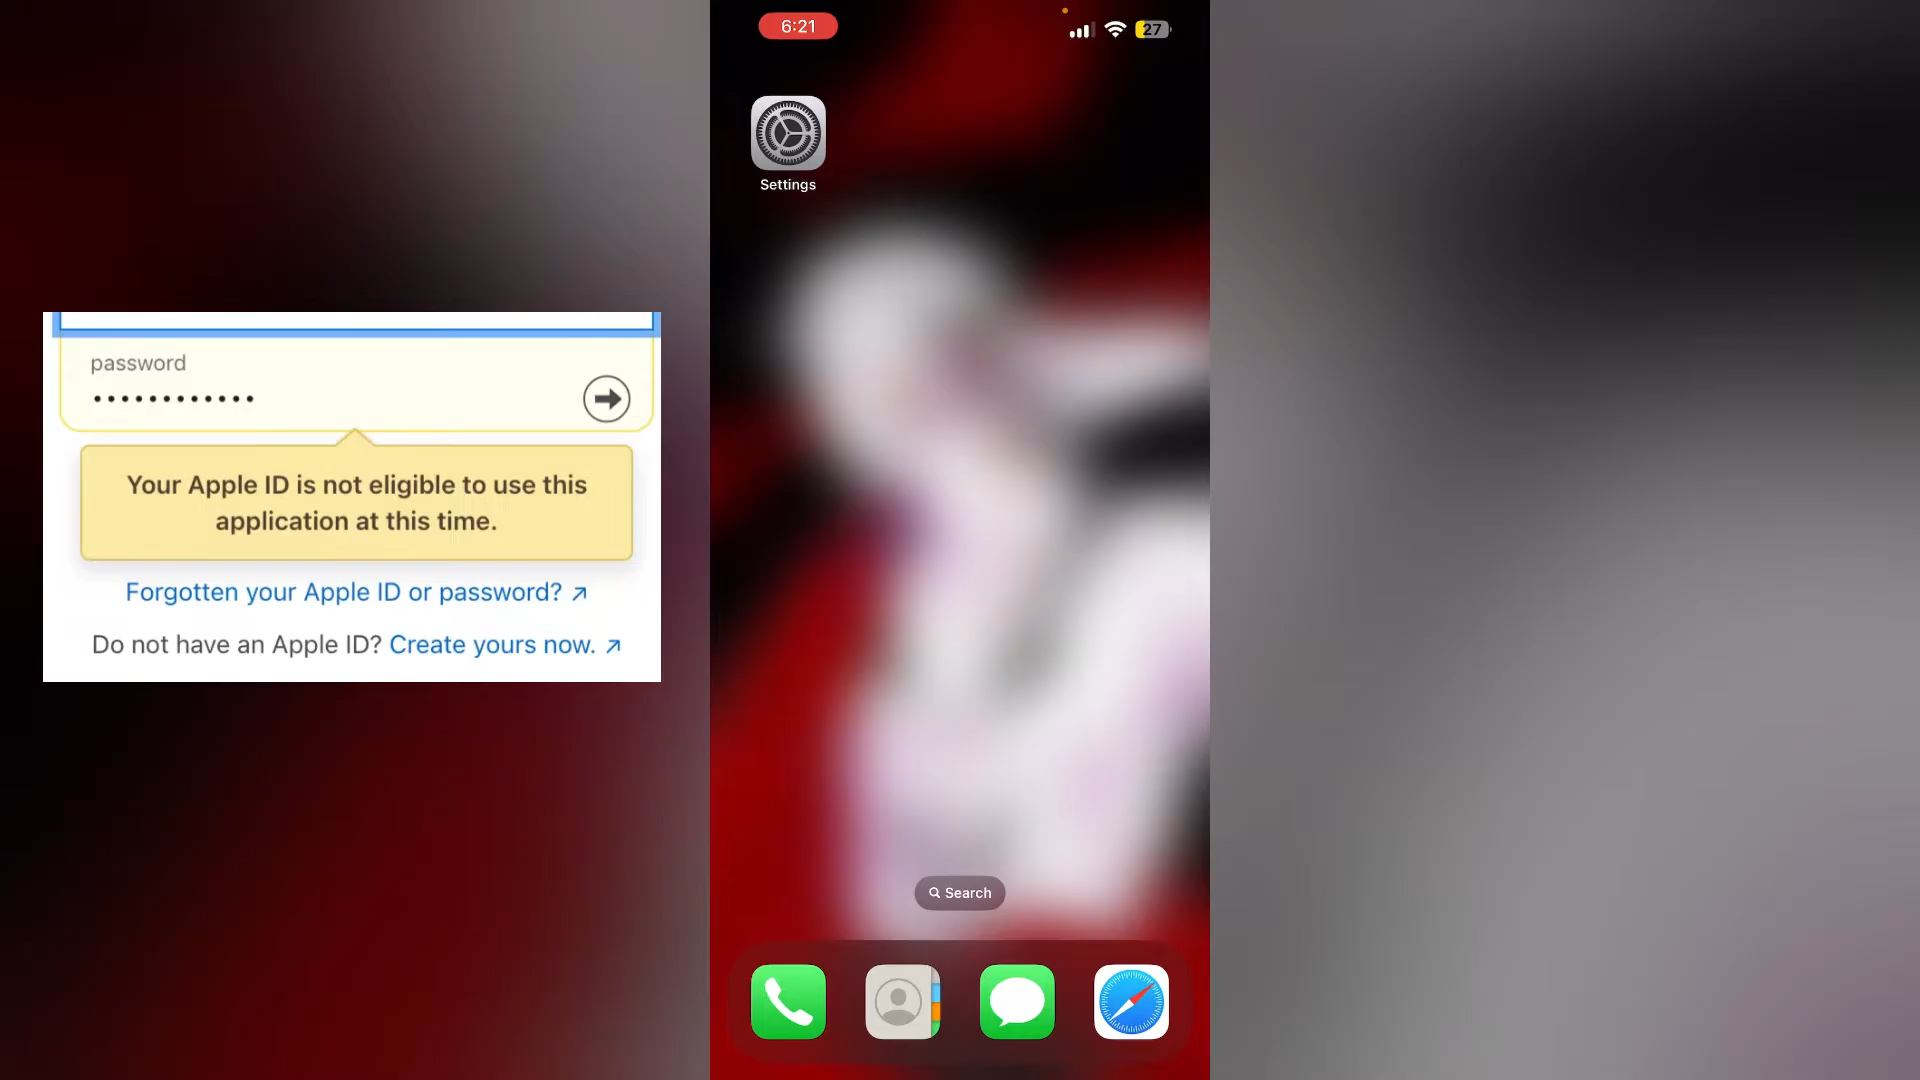 6:21
27
Settings
password
Your Apple ID is not eligible to use this
application at this time.
Forgotten your Apple ID or password? ↗
Do not have an Apple ID? Create yours now. ↗
Search